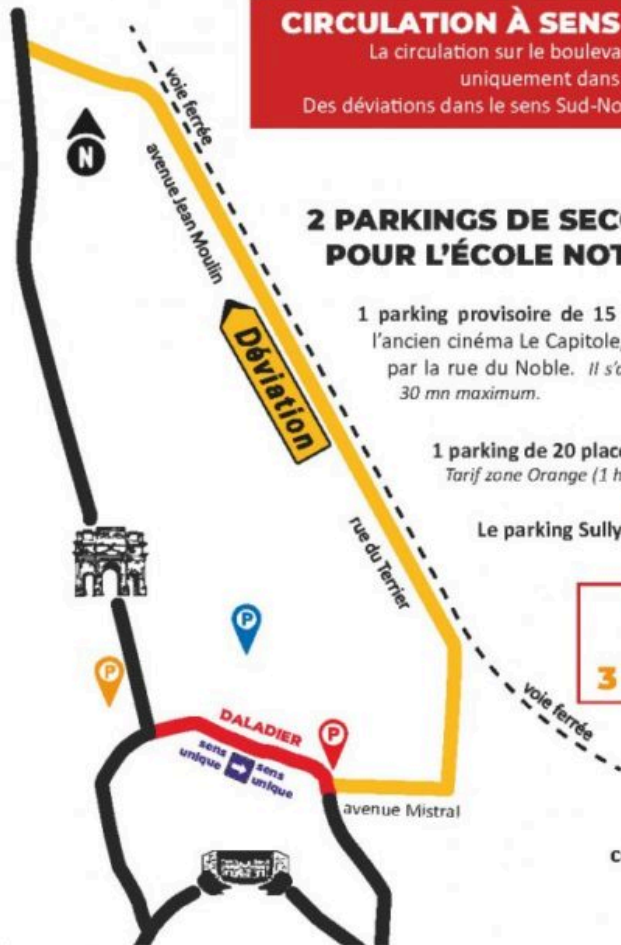 CIRCULATION À SENS
La circulation sur le bouleva
uniquement dans
Des déviations dans le sens Sud-No
voie ferrée
N
avenue Jean Moulin
2 PARKINGS DE SECO
POUR L'ÉCOLE NOT
1 parking provisoire de 15
l'ancien cinéma Le Capitole,
par la rue du Noble. Il s'a
30 mn maximum.
Déviation
1 parking de 20 place
Tarif zone Orange (1 h
Le parking Sully
rue du Terrier
P
P
3
voie ferrée
DALADIER
P
sens unique
sens unique
avenue Mistral
c